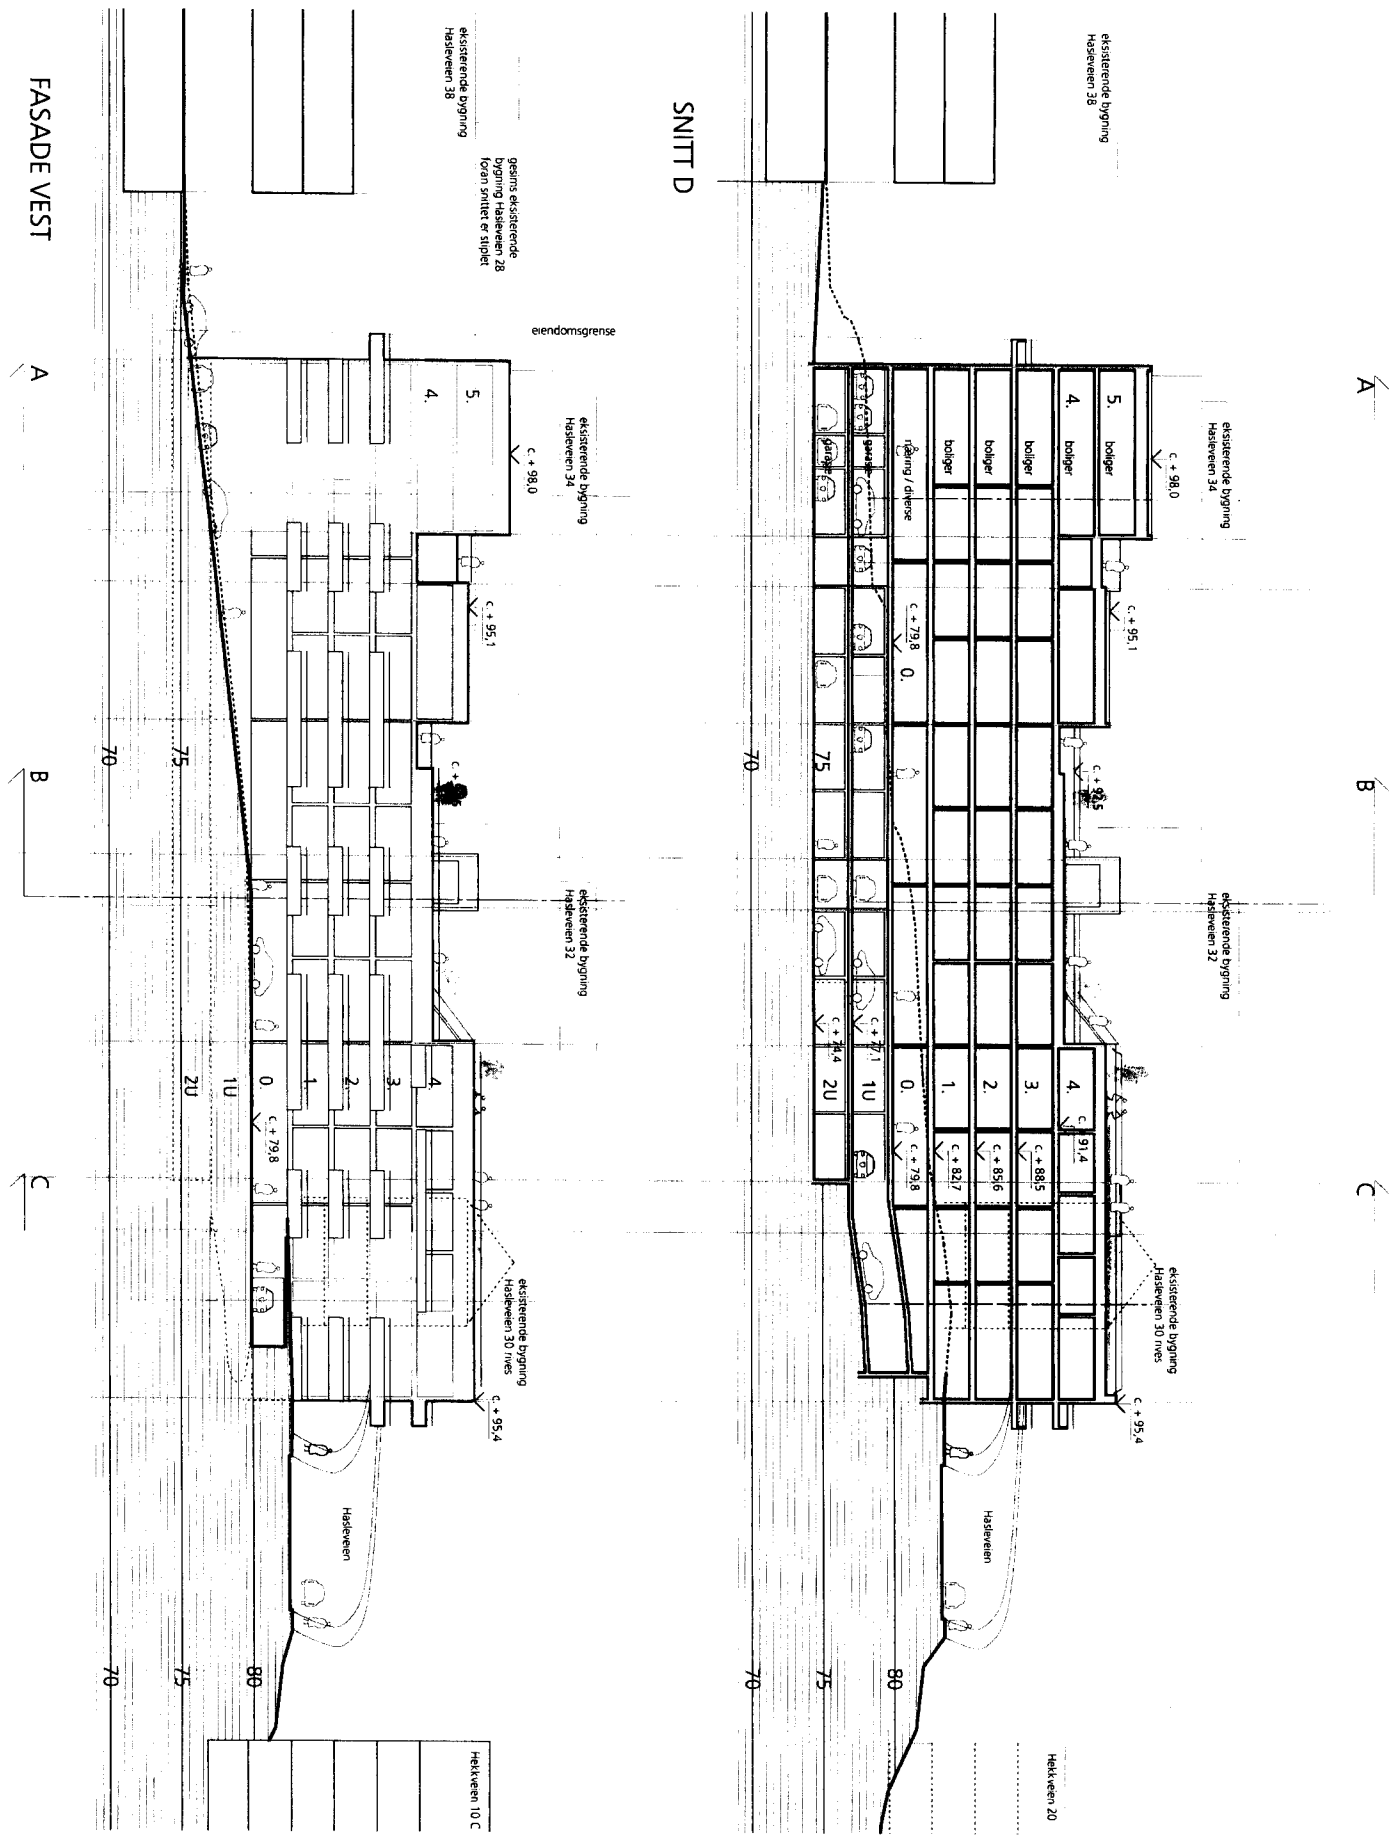 eksisterende bygning
Hasleveien 38
SNITT D
A
eksisterende bygning
Hasleveien 34
c. + 98,0
5.
boliger
4.
boliger
boliger
boliger
boliger
næring / diverse
garasje
garasje
c. + 95,1
c. + 79,8
0.
B
c. + 92,5
75
70
eksisterende bygning
Hasleveien 32
c. + 77,1
c. + 74,4
4.
3.
2.
1.
0.
1U
2U
c. + 91,4
c. + 88,5
c. + 85,6
c. + 82,7
c. + 79,8
C
eksisterende bygning
Hasleveien 30 rives
c. + 95,4
Hasleveien
80
75
70
Hekkveien 20
eksisterende bygning
Hasleveien 38
FASADE VEST
gesims eksisterende
bygning Hasleveien 28
foran snittet er stiplet
eiendomsgrense
A
eksisterende bygning
Hasleveien 34
c. + 98,0
5.
4.
c. + 95,1
B
c. +
75
70
eksisterende bygning
Hasleveien 32
4.
3.
2.
1.
0.
1U
2U
c. + 79,8
C
eksisterende bygning
Hasleveien 30 rives
c. + 95,4
Hasleveien
80
75
70
Hekkveien 10 C